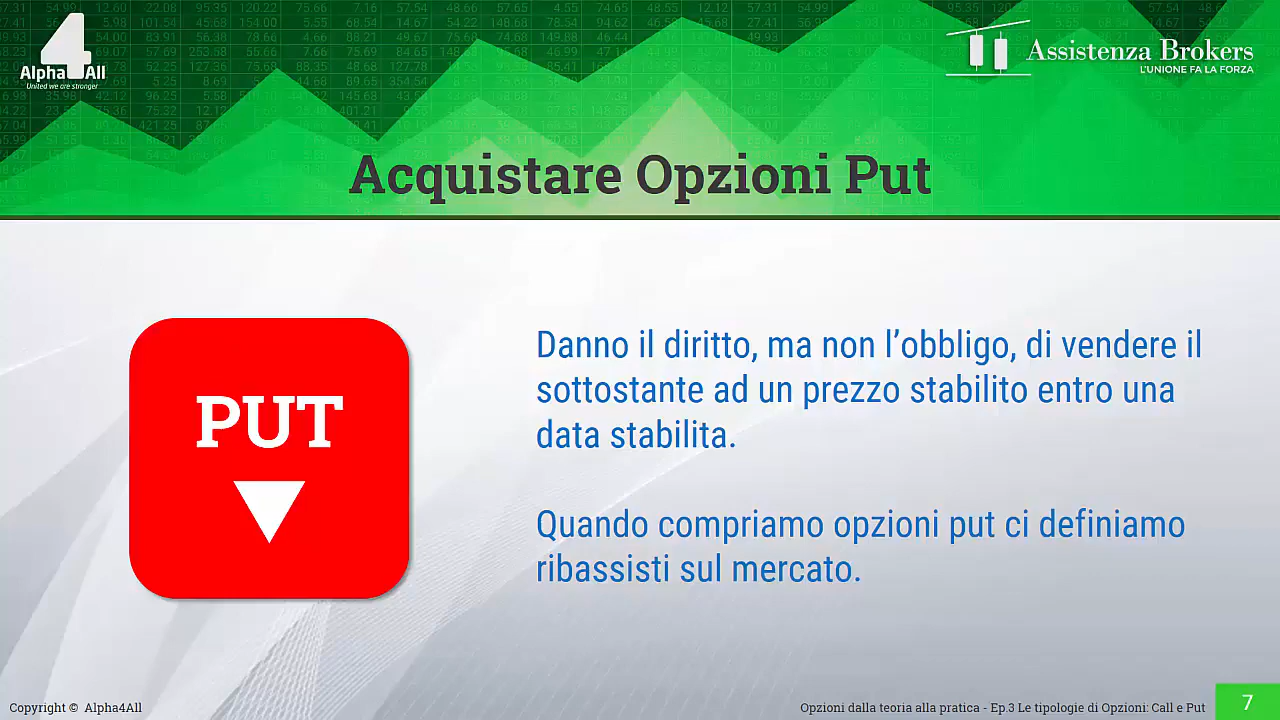 4
Alpha All
United we are stronger
Assistenza Brokers
L'UNIONE FA LA FORZA
Acquistare Opzioni Put
PUT
Danno il diritto, ma non l’obbligo, di vendere il
sottostante ad un prezzo stabilito entro una
data stabilita.
Quando compriamo opzioni put ci definiamo
ribassisti sul mercato.
Copyright © Alpha4All
Opzioni dalla teoria alla pratica - Ep.3 Le tipologie di Opzioni: Call e Put
7